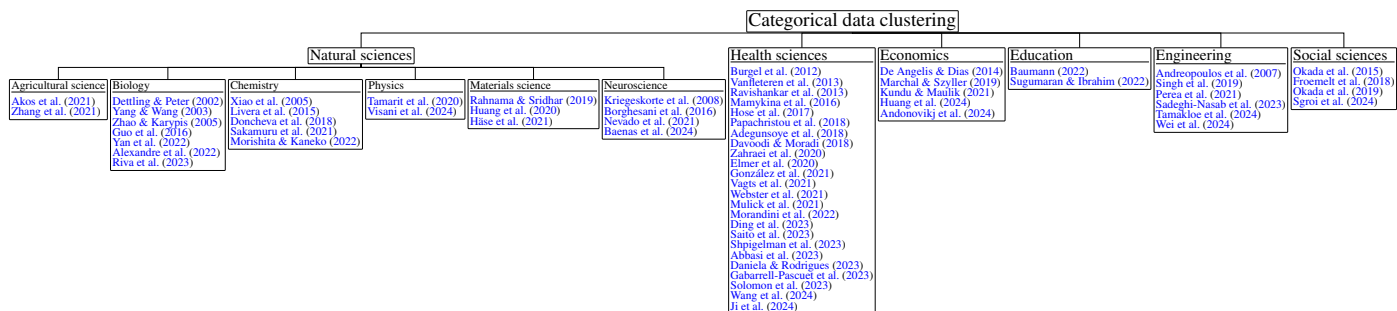 Categorical data clustering
Natural sciences
Agricultural science
Akos et al. (2021)
Zhang et al. (2021)
Biology
Dettling & Peter (2002)
Yang & Wang (2003)
Zhao & Karypis (2005)
Guo et al. (2016)
Yan et al. (2022)
Alexandre et al. (2022)
Riva et al. (2023)
Chemistry
Xiao et al. (2005)
Livera et al. (2015)
Doncheva et al. (2018)
Sakamuru et al. (2021)
Morishita & Kaneko (2022)
Physics
Tamarit et al. (2020)
Visani et al. (2024)
Materials science
Rahnama & Sridhar (2019)
Huang et al. (2020)
Häse et al. (2021)
Neuroscience
Kriegeskorte et al. (2008)
Borghesani et al. (2016)
Nevado et al. (2021)
Baenas et al. (2024)
Health sciences
Burgel et al. (2012)
Vanfleteren et al. (2013)
Ravishankar et al. (2013)
Mamykina et al. (2016)
Hose et al. (2017)
Papachristou et al. (2018)
Adegunsoye et al. (2018)
Davoodi & Moradi (2018)
Zahraei et al. (2020)
Elmer et al. (2020)
González et al. (2021)
Vagts et al. (2021)
Webster et al. (2021)
Mulick et al. (2021)
Morandini et al. (2022)
Ding et al. (2023)
Saito et al. (2023)
Shpigelman et al. (2023)
Abbasi et al. (2023)
Daniela & Rodrigues (2023)
Gabarrell-Pascuet et al. (2023)
Solomon et al. (2023)
Wang et al. (2024)
Ji et al. (2024)
Economics
De Angelis & Dias (2014)
Marchal & Szyller (2019)
Kundu & Maulik (2021)
Huang et al. (2024)
Andonovikj et al. (2024)
Education
Baumann (2022)
Sugumaran & Ibrahim (2022)
Engineering
Andreopoulos et al. (2007)
Singh et al. (2019)
Perea et al. (2021)
Sadeghi-Nasab et al. (2023)
Tamakloe et al. (2024)
Wei et al. (2024)
Social sciences
Okada et al. (2015)
Froemelt et al. (2018)
Okada et al. (2019)
Sgroi et al. (2024)